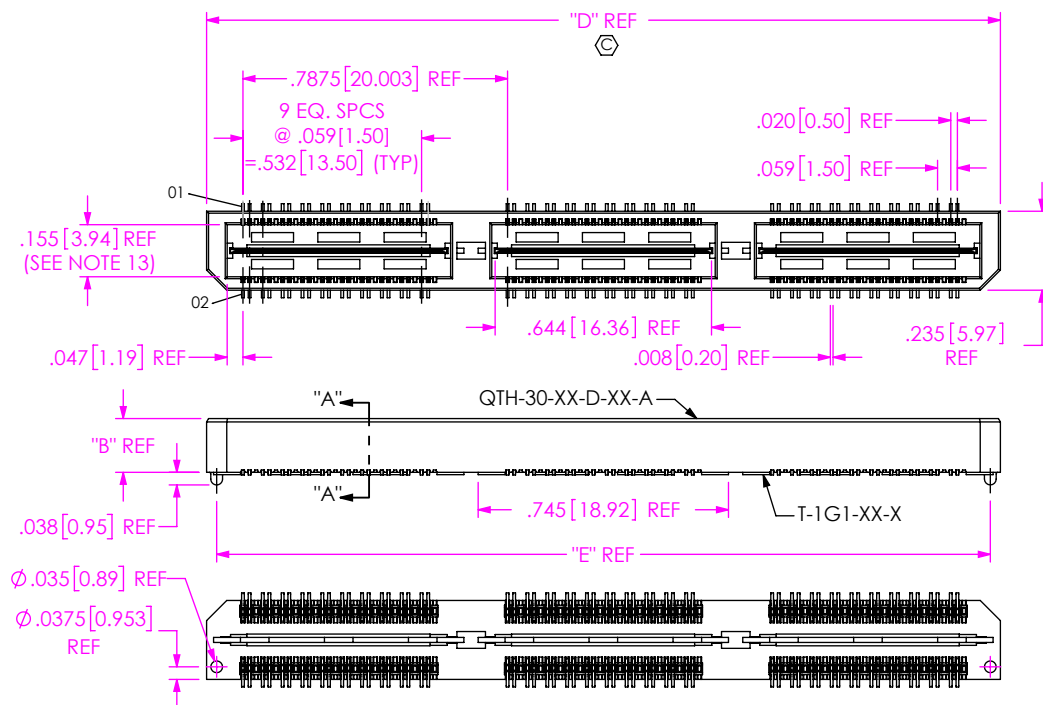 "D" REF
C
.7875[20.003] REF
9 EQ. SPCS
@ .059[1.50]
=.532[13.50] (TYP)
.020[0.50] REF
.059[1.50] REF
01
.155[3.94] REF
(SEE NOTE 13)
02
.047[1.19] REF
.644[16.36] REF
.008[0.20] REF
.235[5.97]
REF
"A"
QTH-30-XX-D-XX-A
"B" REF
"A"
.038[0.95] REF
.745[18.92] REF
T-1G1-XX-X
"E" REF
Ø.035[0.89] REF
Ø.0375[0.953]
REF